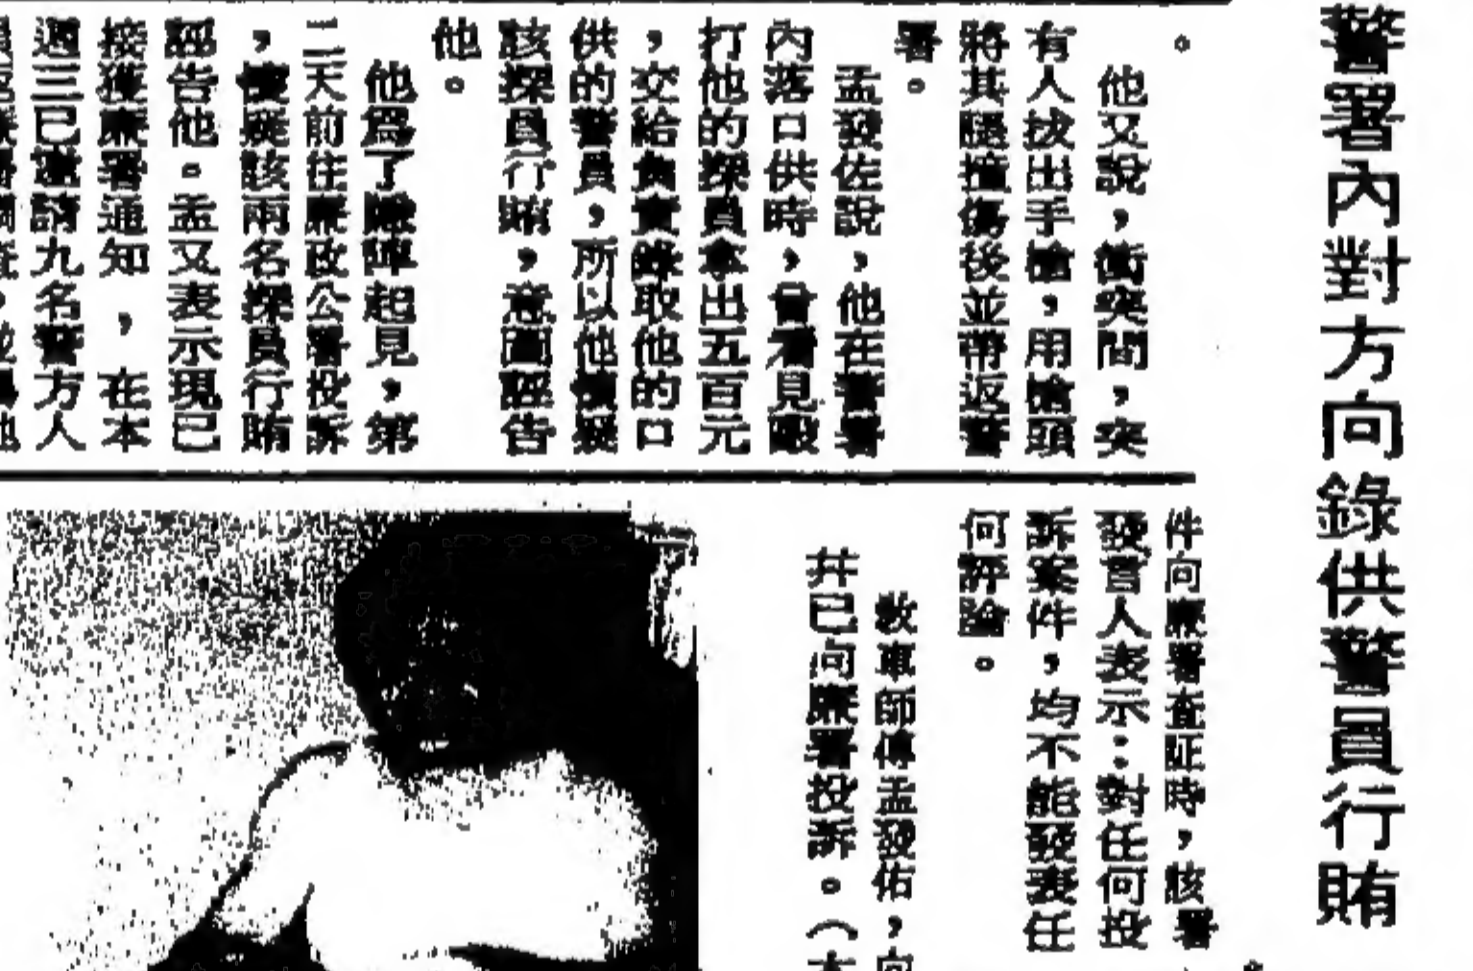 警署內對方向錄供警員行賄
。
他又說，衝突間，突
有人拔出手槍，用槍頭
將其腿撞傷後並帶返警
署。
孟發佐說，他在警署
內落口供時，曾看見毆
打他的探員拿出五百元
，交給負責錄取他的口
供的警員，所以他懷疑
該探員行賄，意圖誣告
他。
他為了 起見，第
二天前往廉政公署投訴
，懷疑該兩名探員行賄
誣告他。孟又表示現已
接獲廉署通知，在本
週三已邀請九名警方人
件向廉署查証時，該署
發言人表示：對任何投
訴案件，均不能發表任
何評論。
教車師傅孟發佑，向
井已向廉署投訴。（本